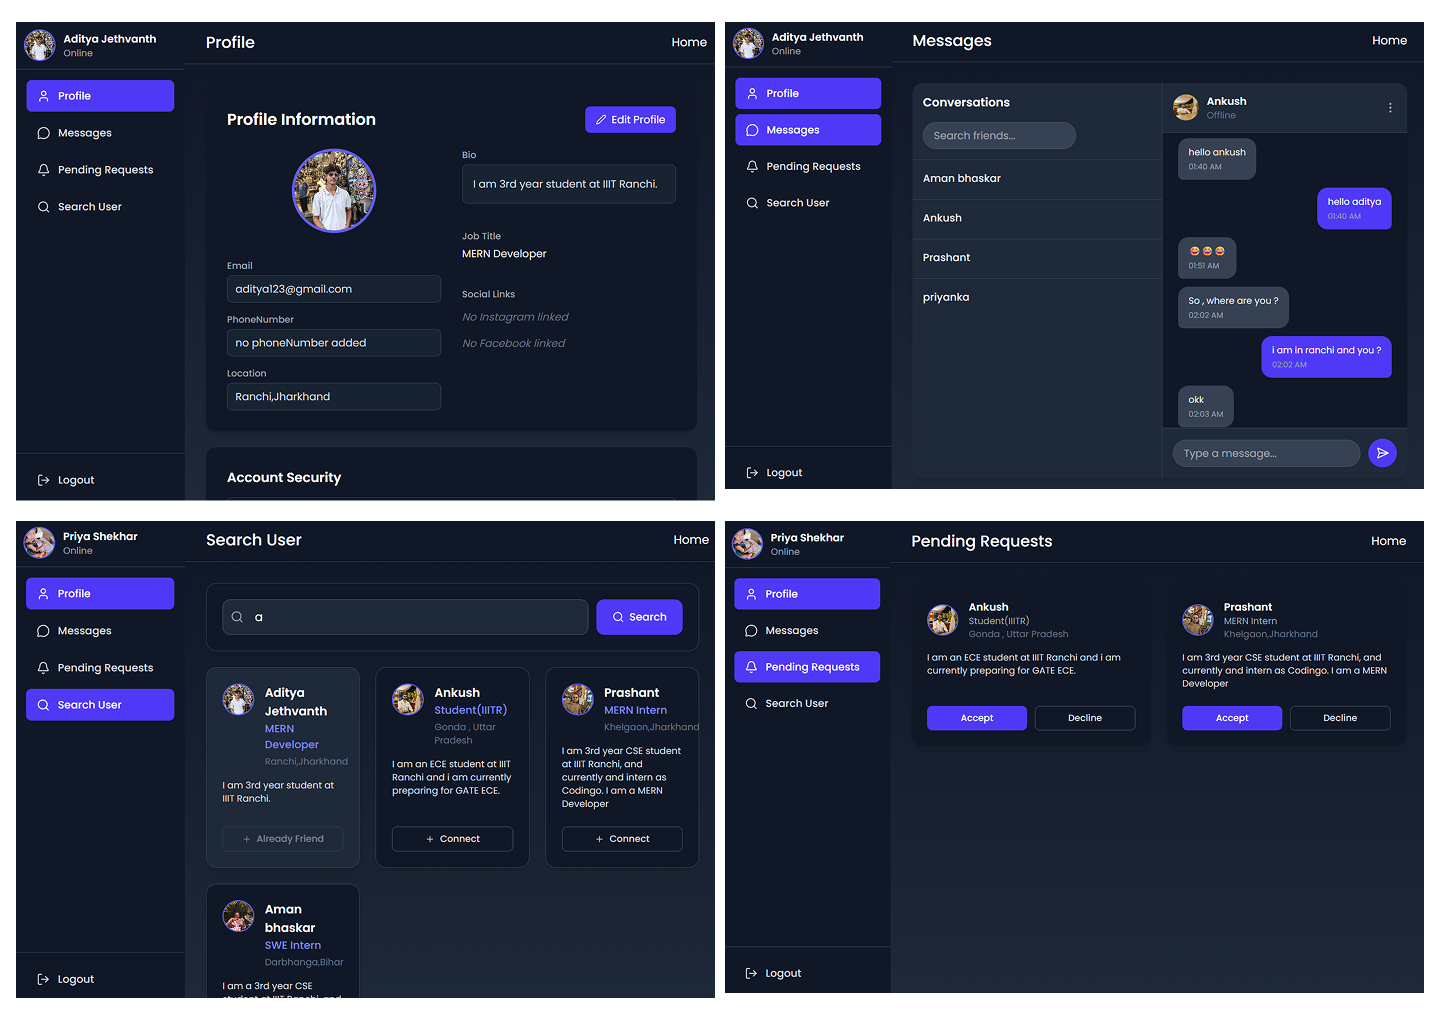 Aditya Jethvanth
Online
Profile
Messages
Pending Requests
Search User
Logout
Profile
Home
Profile Information
Edit Profile
Email
aditya123@gmail.com
PhoneNumber
no phoneNumber added
Location
Ranchi,Jharkhand
Bio
I am 3rd year student at IIIT Ranchi.
Job Title
MERN Developer
Social Links
No Instagram linked
No Facebook linked
Account Security
Aditya Jethvanth
Online
Profile
Messages
Pending Requests
Search User
Logout
Messages
Home
Conversations
Search friends...
Aman bhaskar
Ankush
Prashant
priyanka
Ankush
Offline
hello ankush
01:40 AM
hello aditya
01:40 AM
😂😂😂
01:51 AM
So , where are you ?
02:02 AM
i am in ranchi and you ?
02:02 AM
okk
02:03 AM
Type a message...
Priya Shekhar
Online
Profile
Messages
Pending Requests
Search User
Logout
Search User
Home
a
Search
Aditya
Jethvanth
MERN
Developer
Ranchi,Jharkhand
I am 3rd year student at
IIIT Ranchi.
+ Already Friend
Ankush
Student(IIITR)
Gonda , Uttar
Pradesh
I am an ECE student at IIIT
Ranchi and i am currently
preparing for GATE ECE.
+ Connect
Prashant
MERN Intern
Khelgaon,Jharkhand
I am 3rd year CSE student
at IIIT Ranchi, and
currently and intern as
Codingo. I am a MERN
Developer
+ Connect
Aman
bhaskar
SWE Intern
Darbhanga,Bihar
I am a 3rd year CSE
student at IIIT Ranchi, and
Priya Shekhar
Online
Profile
Messages
Pending Requests
Search User
Logout
Pending Requests
Home
Ankush
Student(IIITR)
Gonda , Uttar Pradesh
I am an ECE student at IIIT Ranchi and i am
currently preparing for GATE ECE.
Accept
Decline
Prashant
MERN Intern
Khelgaon,Jharkhand
I am 3rd year CSE student at IIIT Ranchi, and
currently and intern as Codingo. I am a MERN
Developer
Accept
Decline